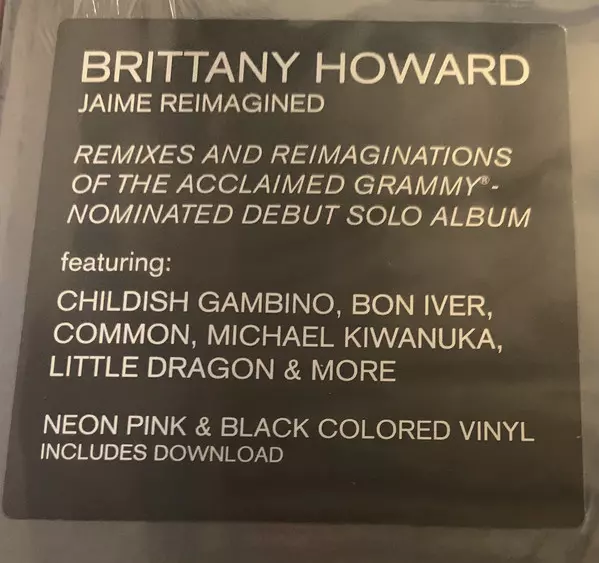 BRITTANY HOWARD
JAIME REIMAGINED
REMIXES AND REIMAGINATIONS
OF THE ACCLAIMED GRAMMY®-
NOMINATED DEBUT SOLO ALBUM
featuring:
CHILDISH GAMBINO, BON IVER,
COMMON, MICHAEL KIWANUKA,
LITTLE DRAGON & MORE
NEON PINK & BLACK COLORED VINYL
INCLUDES DOWNLOAD